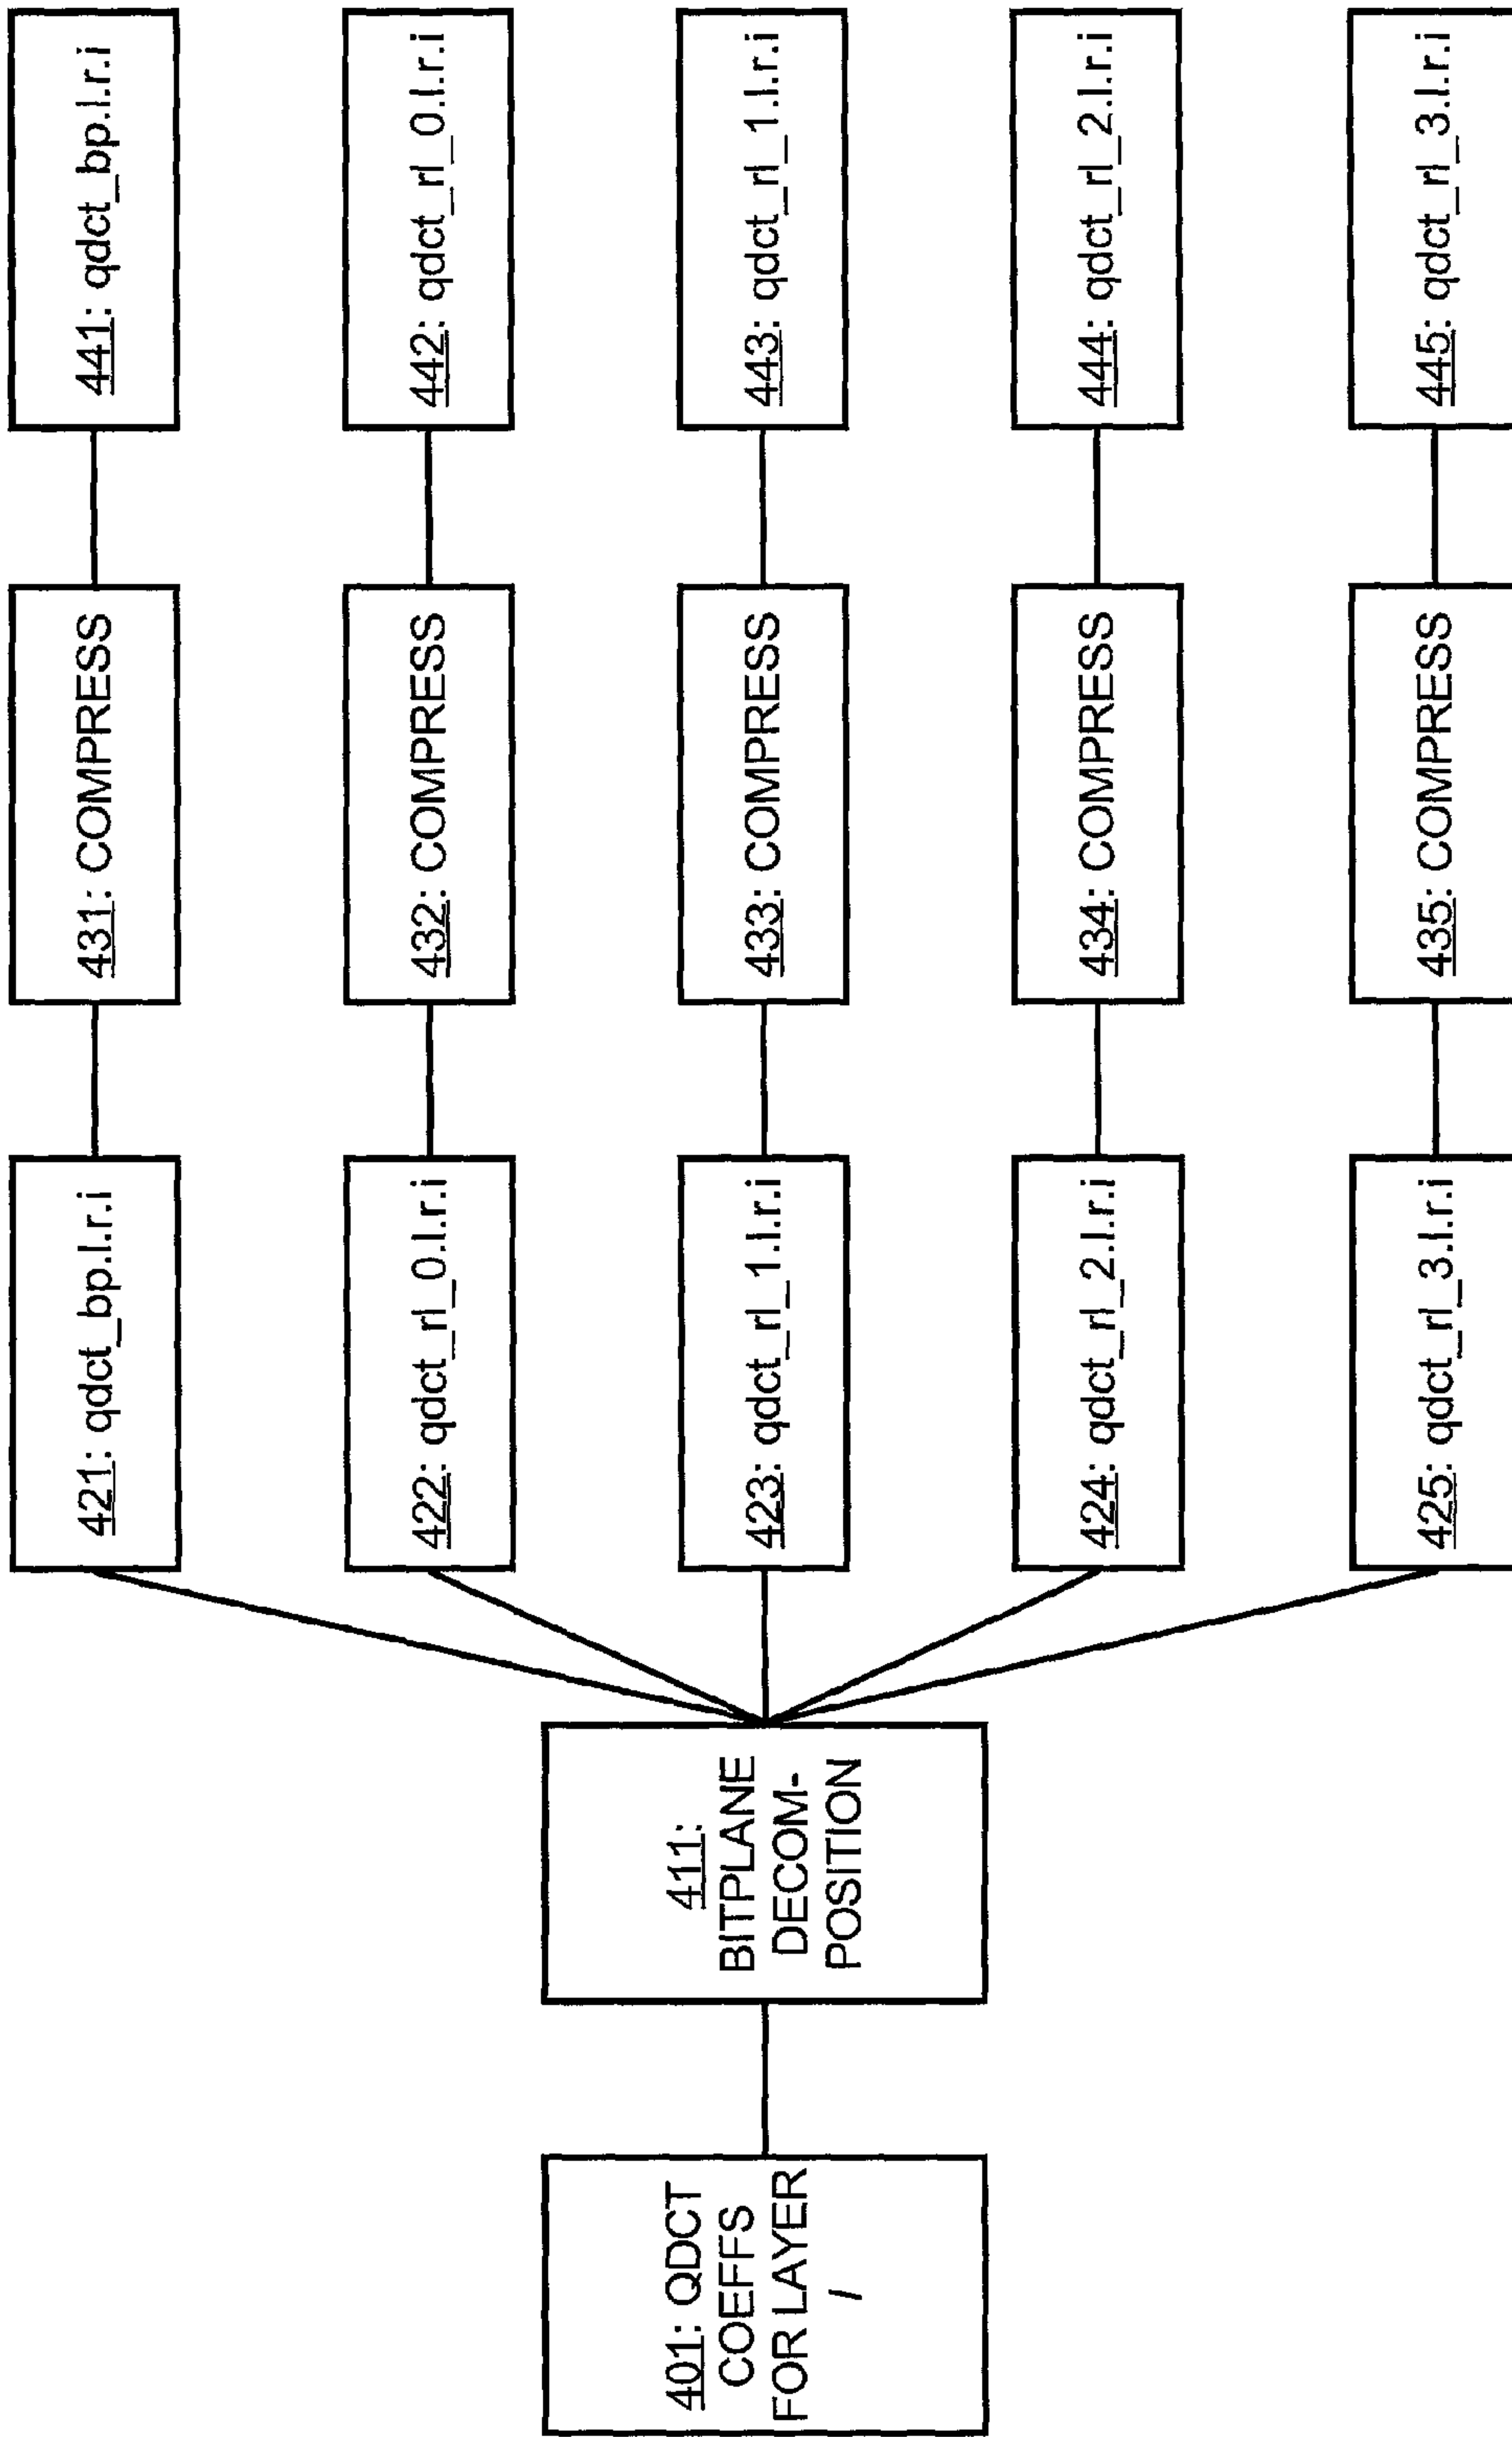 401: QDCT
COEFFS
FOR LAYER
l
411:
BITPLANE
DECOM-
POSITION
421: qdct_bp.l.r.i
431: COMPRESS
441: qdct_bp.l.r.i
422: qdct_rl_0.l.r.i
432: COMPRESS
442: qdct_rl_0.l.r.i
423: qdct_rl_1.l.r.i
433: COMPRESS
443: qdct_rl_1.l.r.i
424: qdct_rl_2.l.r.i
434: COMPRESS
444: qdct_rl_2.l.r.i
425: qdct_rl_3.l.r.i
435: COMPRESS
445: qdct_rl_3.l.r.i